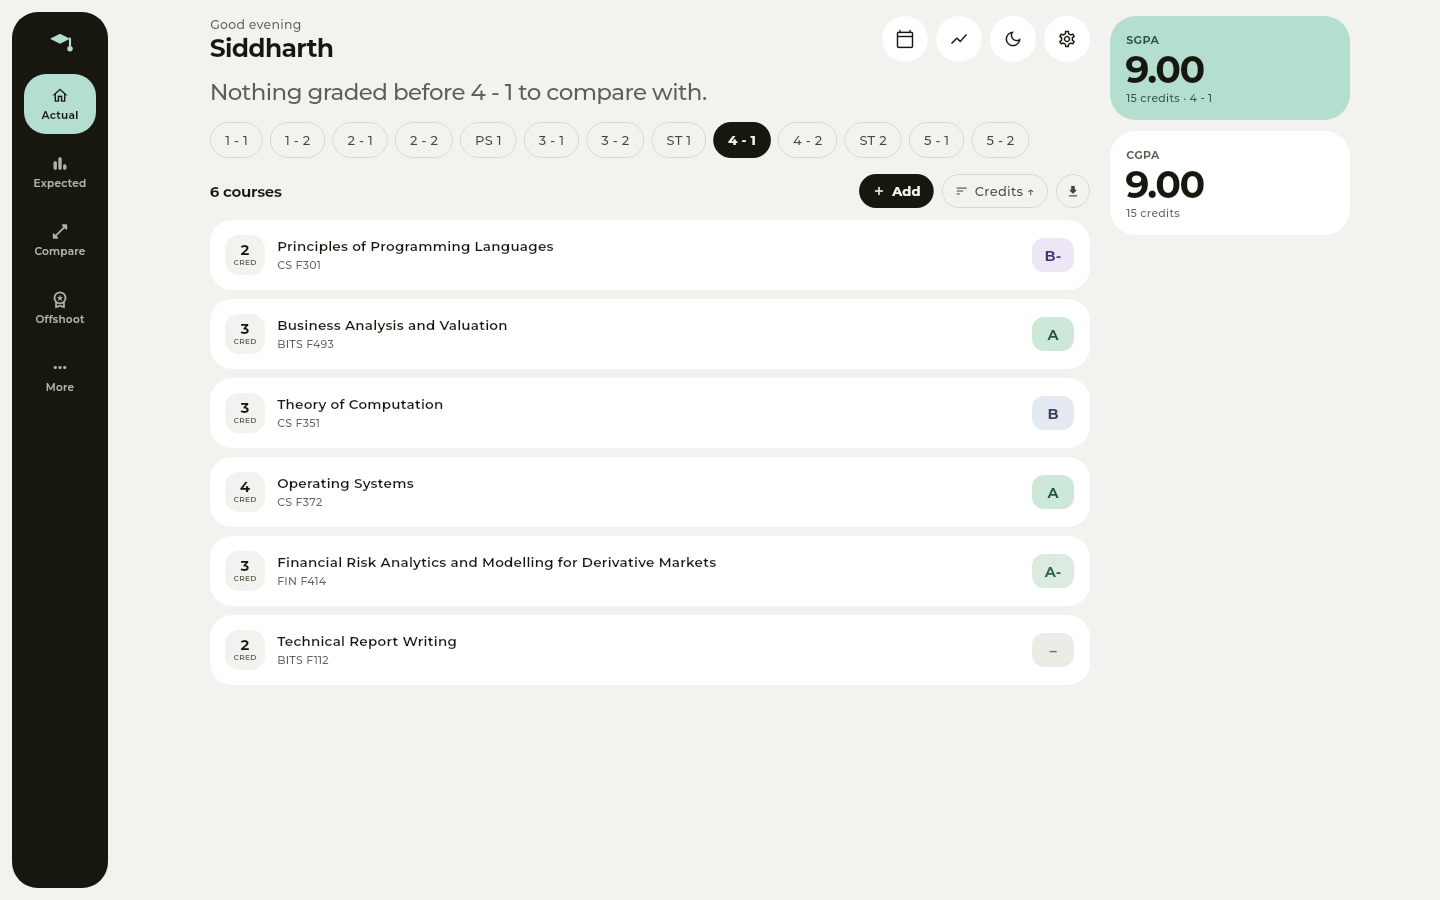 Actual
Expected
Compare
Offshoot
More
Good evening
Siddharth
Nothing graded before 4 - 1 to compare with.
1 - 1
1 - 2
2 - 1
2 - 2
PS 1
3 - 1
3 - 2
ST 1
4 - 1
4 - 2
ST 2
5 - 1
5 - 2
6 courses
+ Add
Credits ↑
2
CRED
Principles of Programming Languages
CS F301
B-
3
CRED
Business Analysis and Valuation
BITS F493
A
3
CRED
Theory of Computation
CS F351
B
4
CRED
Operating Systems
CS F372
A
3
CRED
Financial Risk Analytics and Modelling for Derivative Markets
FIN F414
A-
2
CRED
Technical Report Writing
BITS F112
–
SGPA
9.00
15 credits · 4 - 1
CGPA
9.00
15 credits